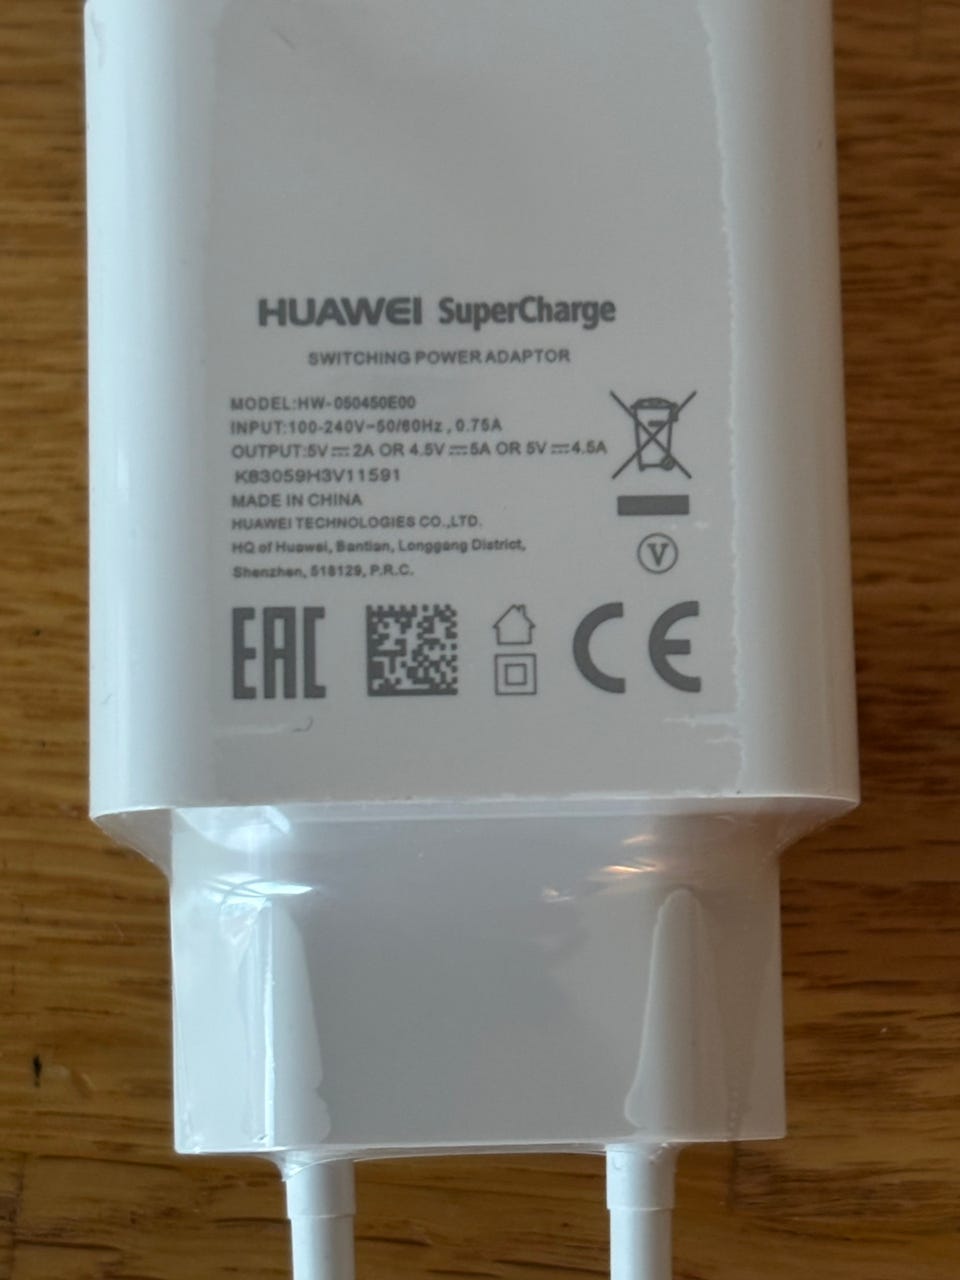 HUAWEI SuperCharge
SWITCHING POWER ADAPTOR
MODEL:HW-050450E00
INPUT:100-240V~50/60Hz , 0.75A
OUTPUT:5V⎓2A OR 4.5V⎓5A OR 5V⎓4.5A
K83059H3V11591
MADE IN CHINA
HUAWEI TECHNOLOGIES CO.,LTD.
HQ of Huawei, Bantian, Longgang District,
Shenzhen, 518129, P.R.C.
V
EAC
CE